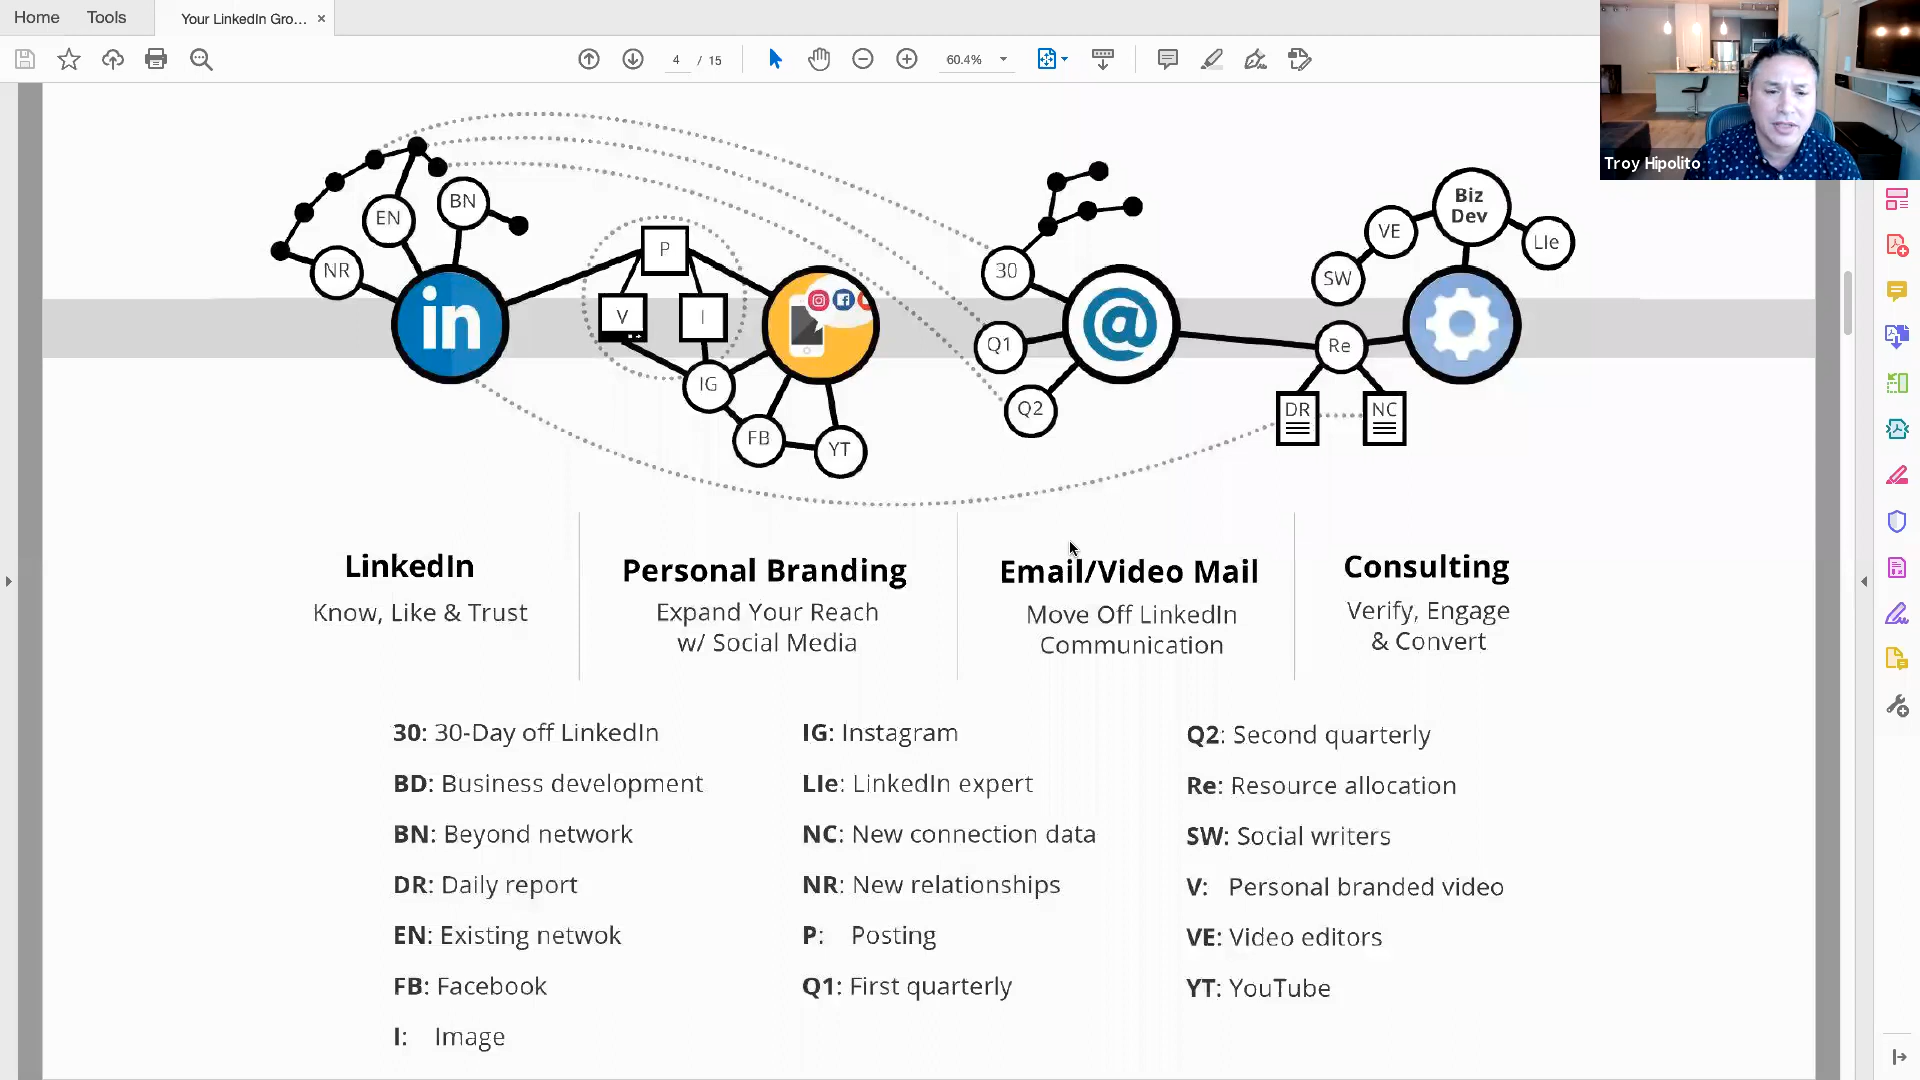 Home Tools Your LinkedIn Gro... ×
4 / 15 60.4%
Troy Hipolito
EN BN NR
P
V I
IG
FB YT
30
Q1
Q2
Biz
Dev
VE LIe
SW
Re
DR NC
in
@
LinkedIn
Know, Like & Trust
Personal Branding
Expand Your Reach
w/ Social Media
Email/Video Mail
Move Off LinkedIn
Communication
Consulting
Verify, Engage
& Convert
30: 30-Day off LinkedIn
BD: Business development
BN: Beyond network
DR: Daily report
EN: Existing netwok
FB: Facebook
I: Image
IG: Instagram
LIe: LinkedIn expert
NC: New connection data
NR: New relationships
P: Posting
Q1: First quarterly
Q2: Second quarterly
Re: Resource allocation
SW: Social writers
V: Personal branded video
VE: Video editors
YT: YouTube